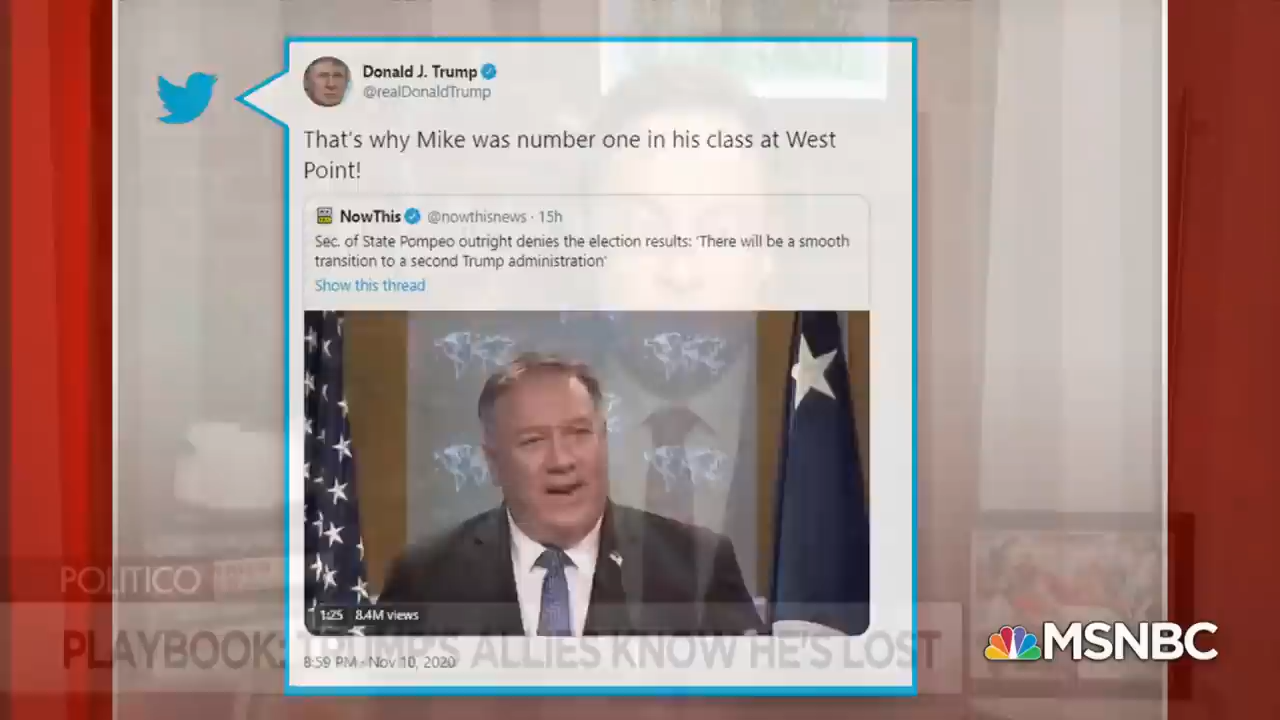 Donald J. Trump
@realDonaldTrump
That's why Mike was number one in his class at West
Point!
NowThis @nowthisnews · 15h
Sec. of State Pompeo outright denies the election results: 'There will be a smooth
transition to a second Trump administration'
Show this thread
1:25 8.4M views
8:59 PM - Nov 10, 2020
POLITICO
PLAYBOOK: TRUMP'S ALLIES KNOW HE'S LOST
MSNBC